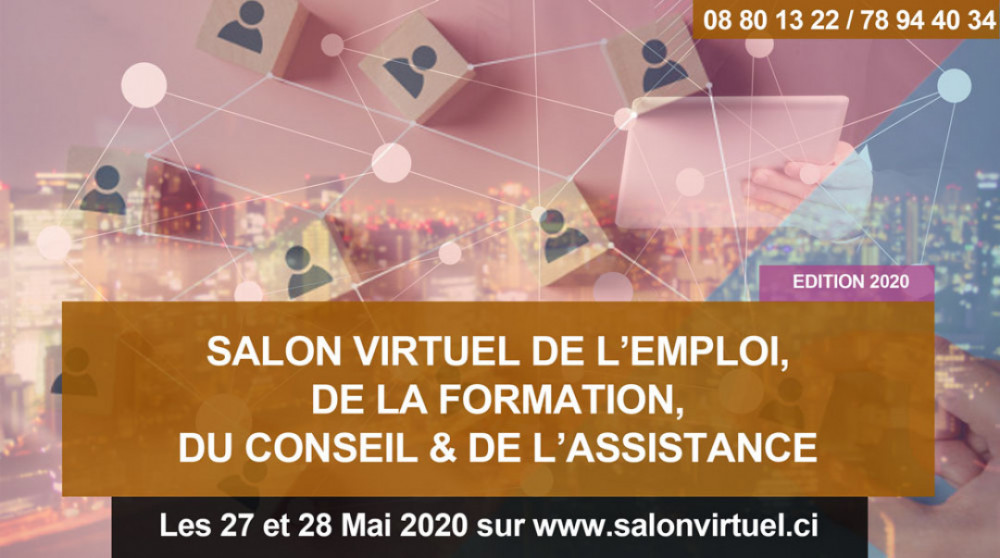 08 80 13 22 / 78 94 40 34
EDITION 2020
SALON VIRTUEL DE L’EMPLOI,
DE LA FORMATION,
DU CONSEIL & DE L’ASSISTANCE
Les 27 et 28 Mai 2020 sur www.salonvirtuel.ci